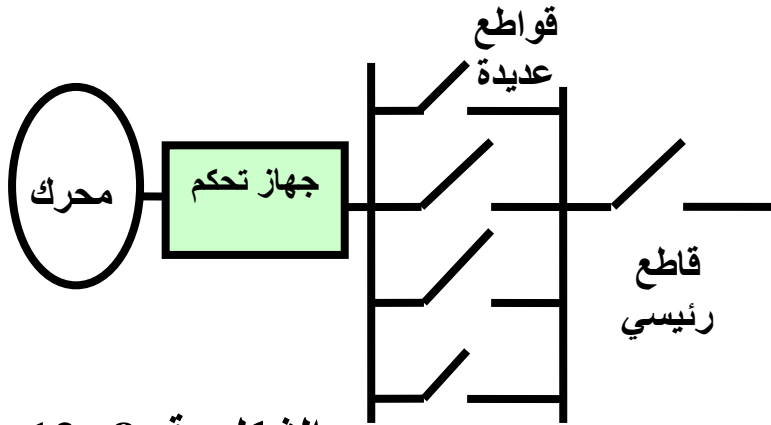 قواطع
عديدة
محرك
جهاز تحكم
قاطع
رئيسي